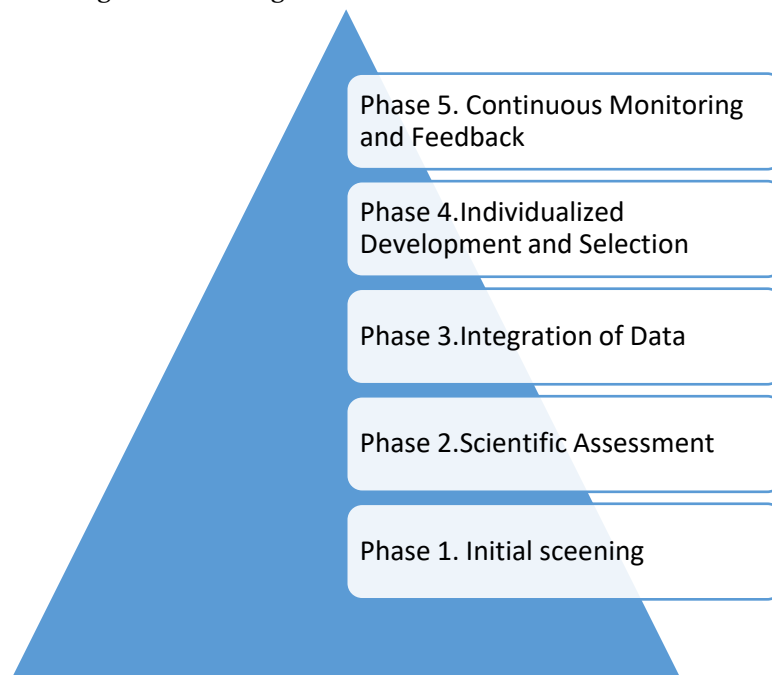 Phase 5. Continuous Monitoring
and Feedback
Phase 4.Individualized
Development and Selection
Phase 3.Integration of Data
Phase 2.Scientific Assessment
Phase 1. Initial sceening